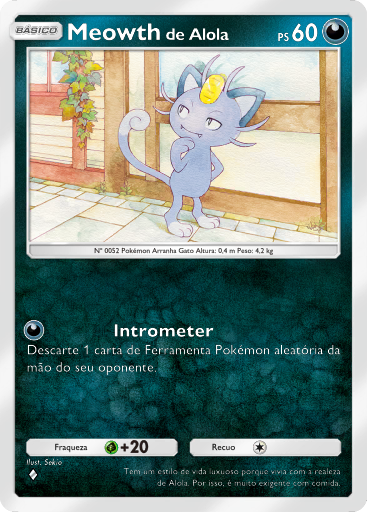 BÁSICO Meowth de Alola PS 60
Nº 0052 Pokémon Arranha Gato Altura: 0,4 m Peso: 4,2 kg
Intrometer
Descarte 1 carta de Ferramenta Pokémon aleatória da
mão do seu oponente.
Fraqueza +20 Recuo
Ilust. Sekio
Tem um estilo de vida luxuoso porque vivia com a realeza
de Alola. Por isso, é muito exigente com comida.